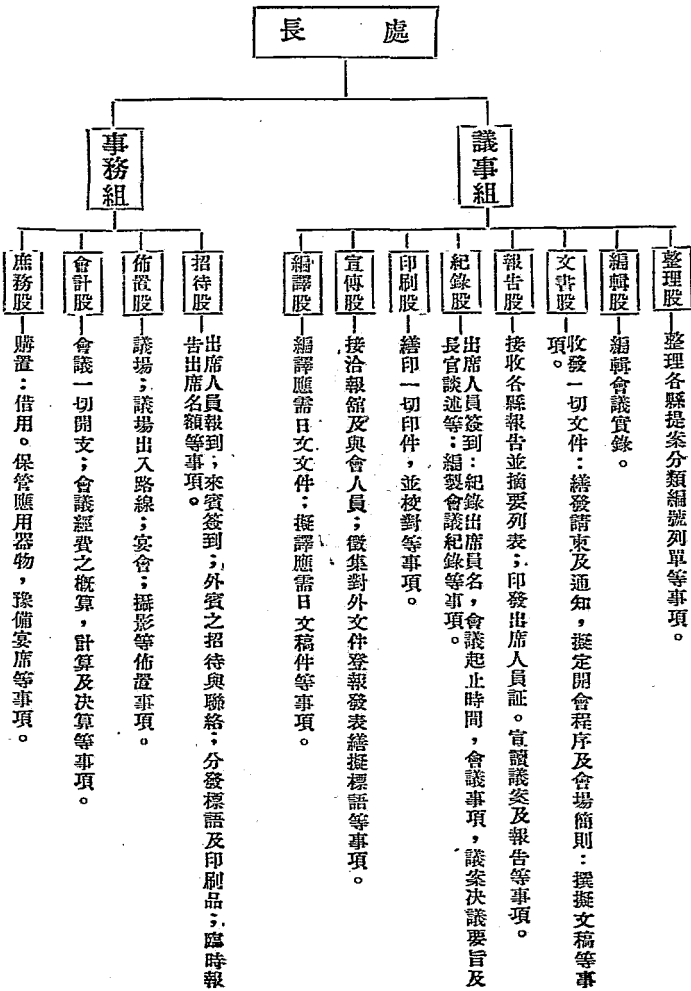 處長
議事組
整理股
整理各縣提案分類編號列單等事項。
編輯股
編輯會議實錄。
文書股
收發一切文件：繕發請柬及通知，擬定開會程序及會場簡則：撰擬文稿等事
項。
報告股
接收各縣報告並摘要列表；印發出席人員証。宣讀議案及報告等事項。
紀錄股
出席人員簽到：紀錄出席員名，會議起止時間，會議事項，議案决議要旨及
長官談述等：編製會議紀錄等事項。
印刷股
繕印一切印件，並校對等事項。
宣傳股
接洽報舘及與會人員；徵集對外文件登報發表繕擬標語等事項。
編譯股
編譯應需日文文件；擬譯應需日文稿件等事項。
事務組
招待股
出席人員報到；來賓簽到；外賓之招待與聯絡；分發標語及印刷品；臨時報
告出席名額等事項。
佈置股
議場；議場出入路線；宴會；攝影等佈置事項。
會計股
會議一切開支；會議經費之概算，計算及决算等事項。
庶務股
購置：借用。保管應用器物，豫備宴席等事項。